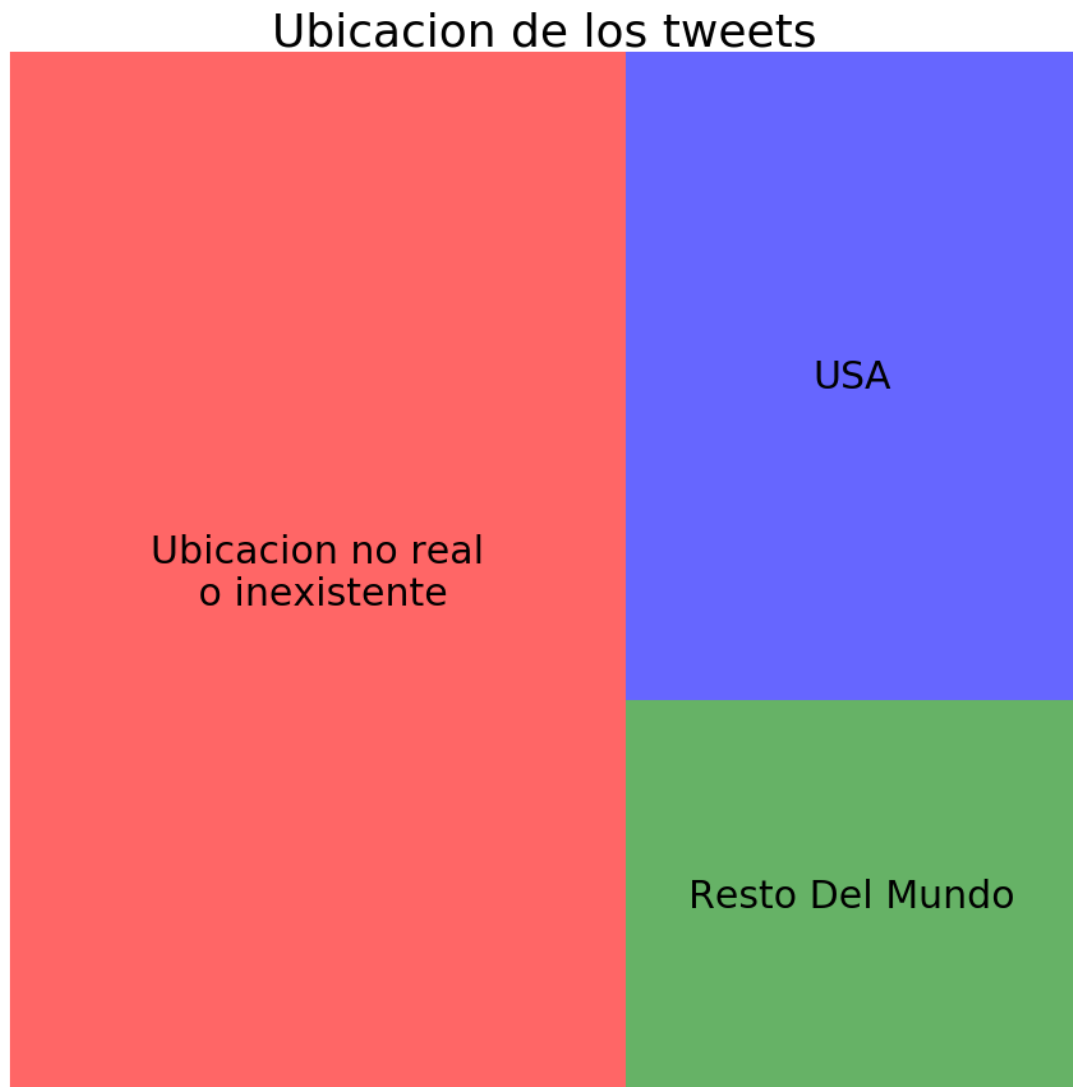 Ubicacion de los tweets
USA
Ubicacion no real
o inexistente
Resto Del Mundo